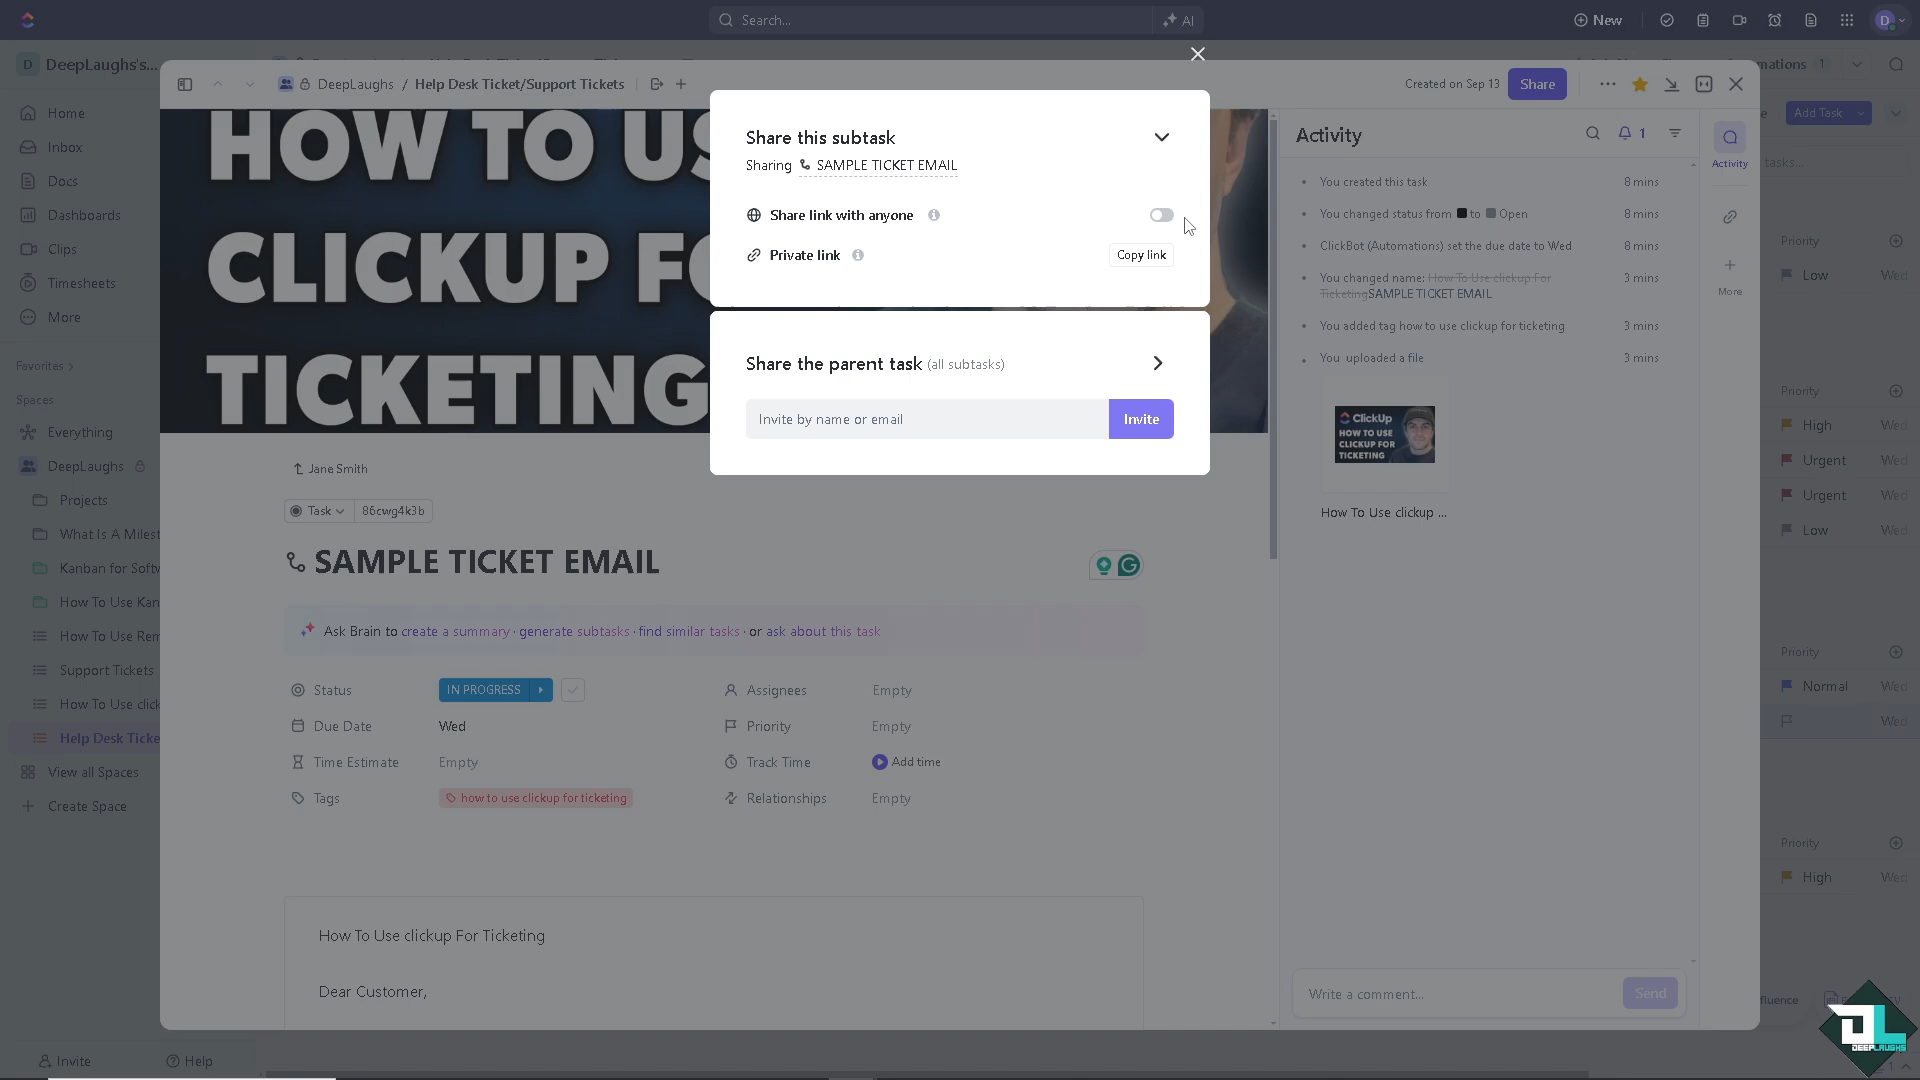 Search...
AI
New
D
D DeepLaughs's...
Home
Inbox
Docs
Dashboards
Clips
Timesheets
More
Favorites
Spaces
Everything
DeepLaughs
Projects
What Is A Milest
Kanban for Softw
How To Use Kan
How To Use Rem
Support Tickets
How To Use click
Help Desk Ticke
View all Spaces
Create Space
Invite
Help
DeepLaughs / Help Desk Ticket/Support Tickets
Created on Sep 13
Share
HOW TO US
CLICKUP FO
TICKETING
Share this subtask
Sharing SAMPLE TICKET EMAIL
Share link with anyone
Private link
Copy link
Share the parent task (all subtasks)
Invite by name or email
Invite
Jane Smith
Task 86cwg4k3b
SAMPLE TICKET EMAIL
Ask Brain to create a summary · generate subtasks · find similar tasks · or ask about this task
Status IN PROGRESS
Assignees Empty
Due Date Wed
Priority Empty
Time Estimate Empty
Track Time Add time
Tags how to use clickup for ticketing
Relationships Empty
How To Use clickup For Ticketing
Dear Customer,
Activity
1
You created this task 8 mins
You changed status from to Open 8 mins
ClickBot (Automations) set the due date to Wed 8 mins
You changed name: How To Use clickup For
TicketingSAMPLE TICKET EMAIL 3 mins
You added tag how to use clickup for ticketing 3 mins
You uploaded a file 3 mins
ClickUp
HOW TO USE
CLICKUP FOR
TICKETING
How To Use clickup ...
Write a comment...
Send
Activity
More
mations 1
Add Task
tasks...
Priority
Low Wed
Priority
High Wed
Urgent Wed
Urgent Wed
Low Wed
Priority
Normal Wed
Wed
Priority
High Wed
fluence
DL
DEEPLAUGHS